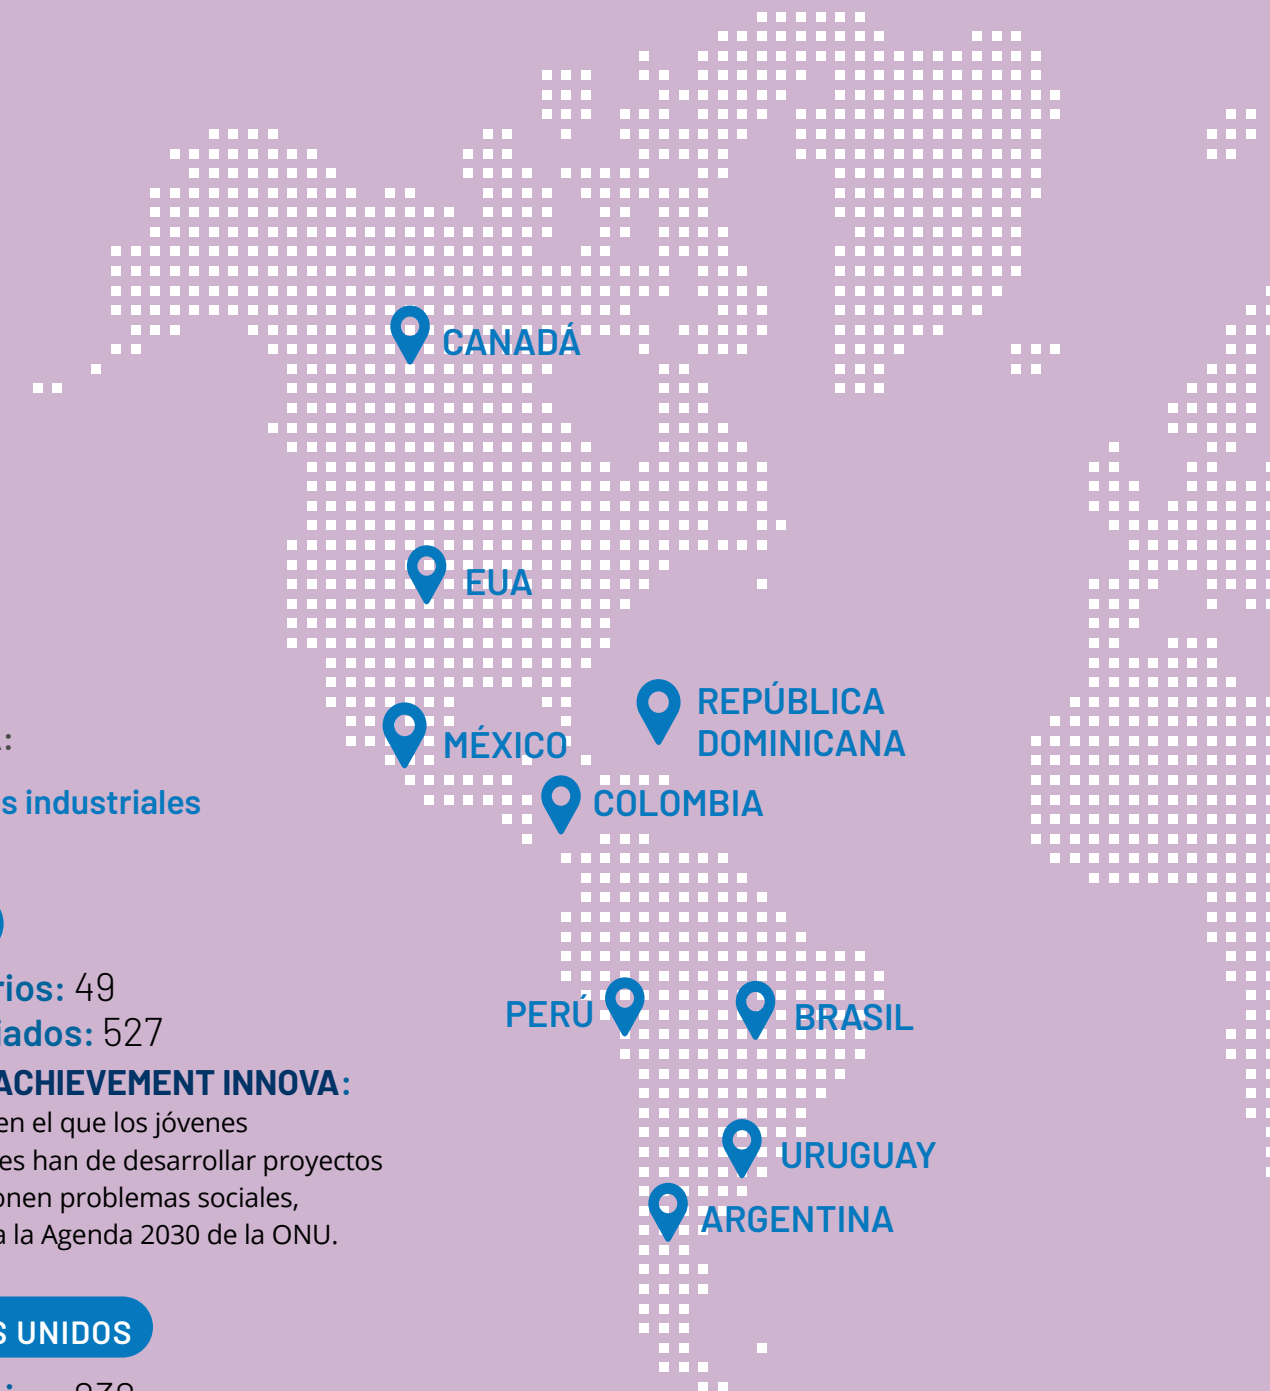 CANADÁ
EUA
REPÚBLICA
DOMINICANA
MÉXICO
COLOMBIA
PERÚ
BRASIL
URUGUAY
ARGENTINA
s industriales
rios: 49
iados: 527
ACHIEVEMENT INNOVA:
en el que los jóvenes
es han de desarrollar proyectos
onen problemas sociales,
a la Agenda 2030 de la ONU.
S UNIDOS